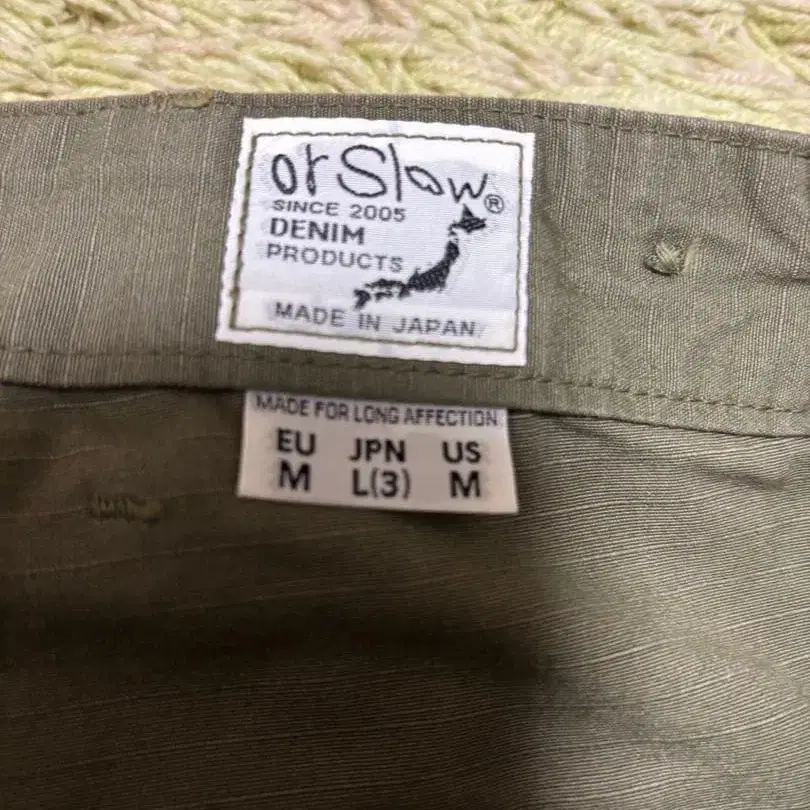 orSlow®
SINCE 2005
DENIM
PRODUCTS
MADE IN JAPAN
MADE FOR LONG AFFECTION
EU JPN US
M L(3) M